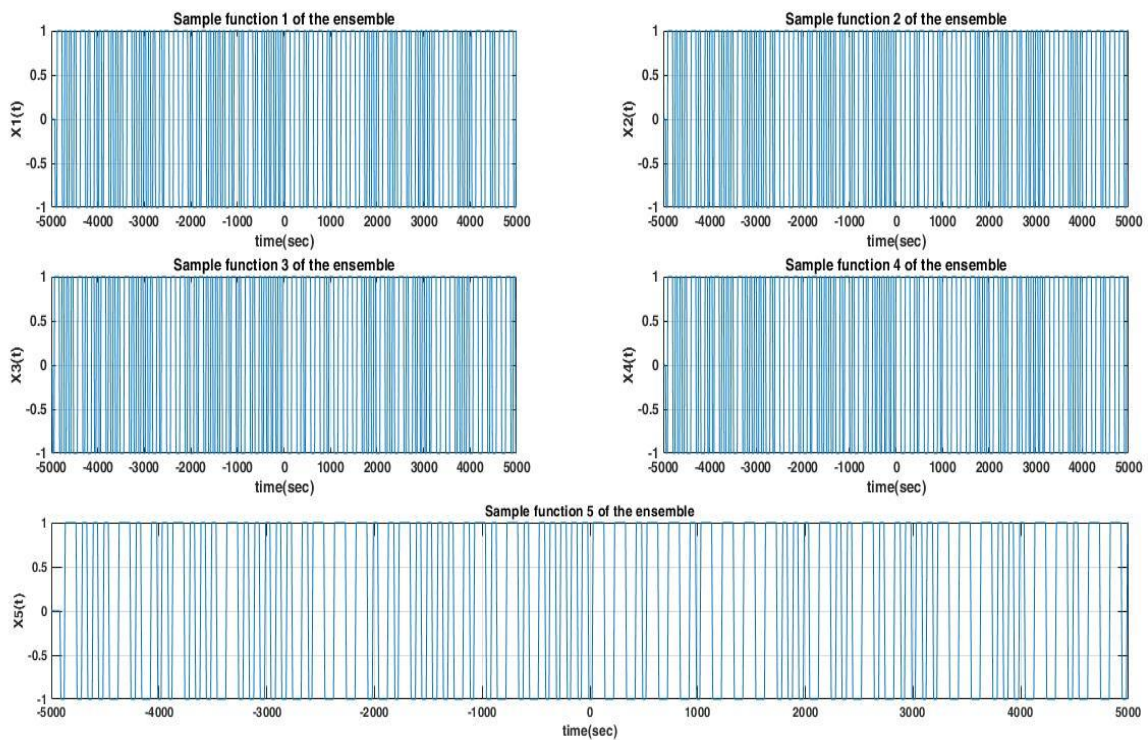 Sample function 1 of the ensemble
X1(t)
1
0.5
0
-0.5
-1
-5000 -4000 -3000 -2000 -1000 0 1000 2000 3000 4000 5000
time(sec)
Sample function 2 of the ensemble
X2(t)
1
0.5
0
-0.5
-1
-5000 -4000 -3000 -2000 -1000 0 1000 2000 3000 4000 5000
time(sec)
Sample function 3 of the ensemble
X3(t)
1
0.5
0
-0.5
-1
-5000 -4000 -3000 -2000 -1000 0 1000 2000 3000 4000 5000
time(sec)
Sample function 4 of the ensemble
X4(t)
1
0.5
0
-0.5
-1
-5000 -4000 -3000 -2000 -1000 0 1000 2000 3000 4000 5000
time(sec)
Sample function 5 of the ensemble
X5(t)
1
0.5
0
-0.5
-1
-5000 -4000 -3000 -2000 -1000 0 1000 2000 3000 4000 5000
time(sec)